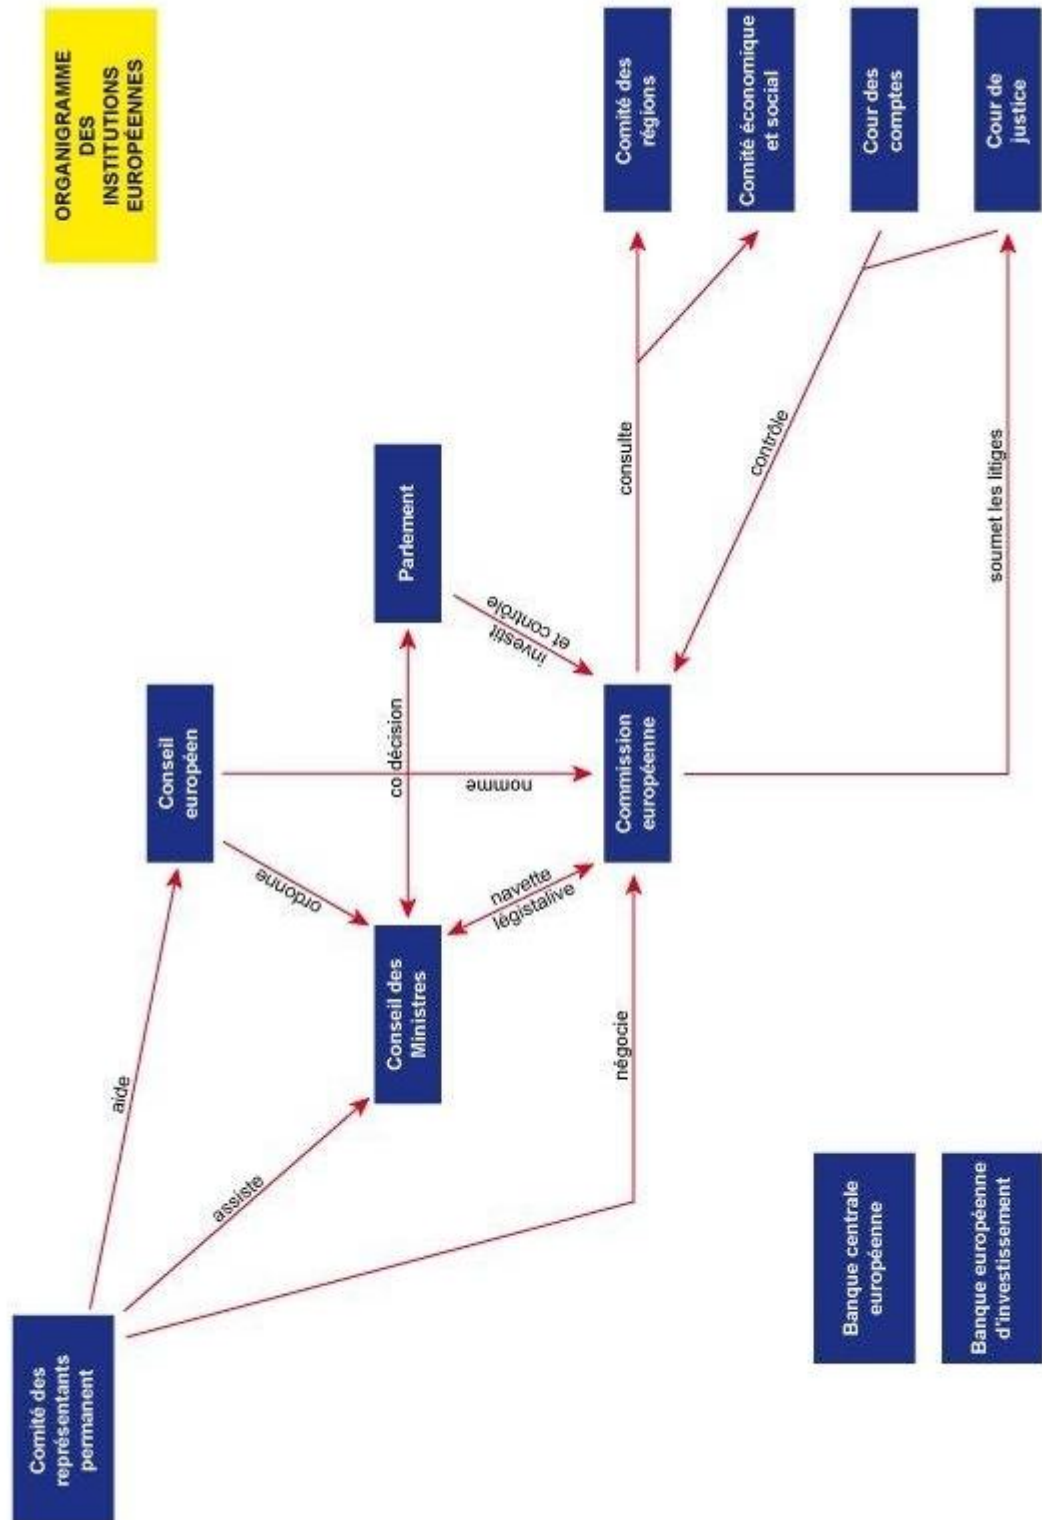 ORGANIGRAMME
DES
INSTITUTIONS
EUROPÉENNES
Comité des
représentants
permanent
aide
assiste
négocie
Conseil
européen
ordonne
nomme
Conseil des
Ministres
co décision
Parlement
investit
et contrôle
navette
législative
Commission
européenne
consulte
contrôle
soumet les litiges
Comité des
régions
Comité économique
et social
Cour des
comptes
Cour de
justice
Banque centrale
européenne
Banque européenne
d'investissement